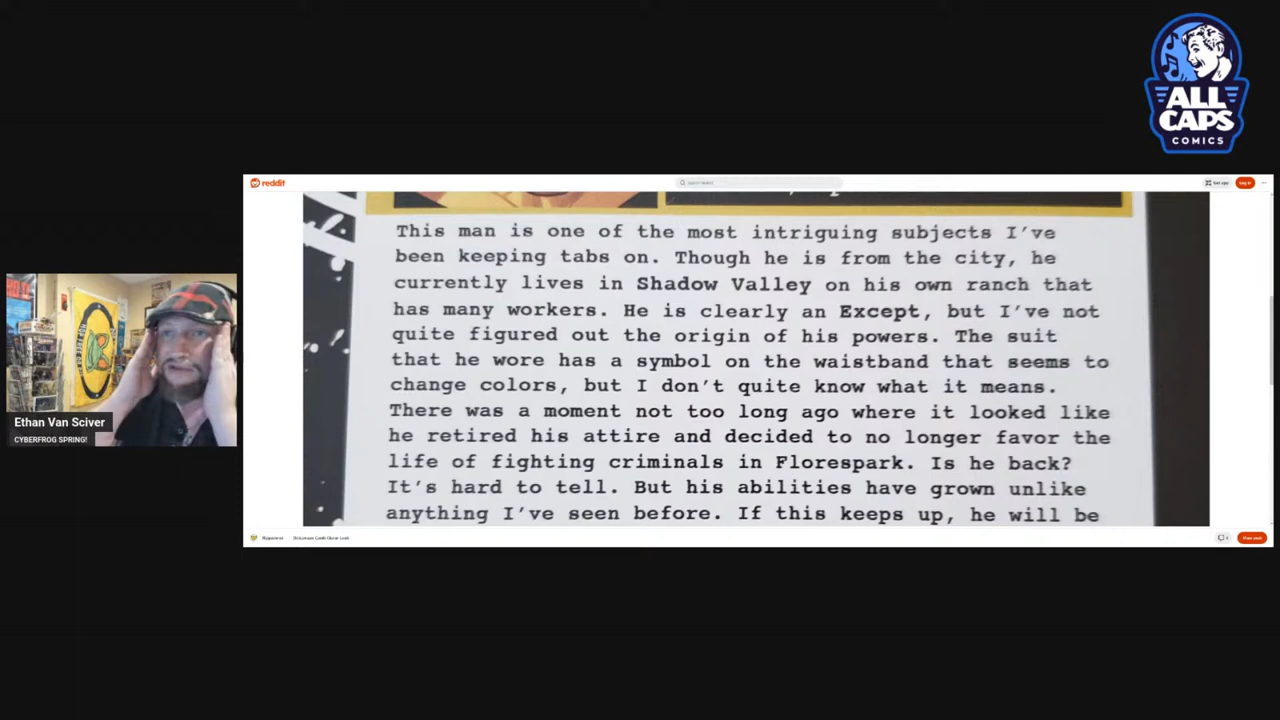 ALL
CAPS
COMICS
reddit
Log In
This man is one of the most intriguing subjects I've
been keeping tabs on. Though he is from the city, he
currently lives in Shadow Valley on his own ranch that
has many workers. He is clearly an Except, but I've not
quite figured out the origin of his powers. The suit
that he wore has a symbol on the waistband that seems to
change colors, but I don't quite know what it means.
There was a moment not too long ago where it looked like
he retired his attire and decided to no longer favor the
life of fighting criminals in Florespark. Is he back?
It's hard to tell. But his abilities have grown unlike
anything I've seen before. If this keeps up, he will be
Ethan Van Sciver
CYBERFROG SPRING!
View post